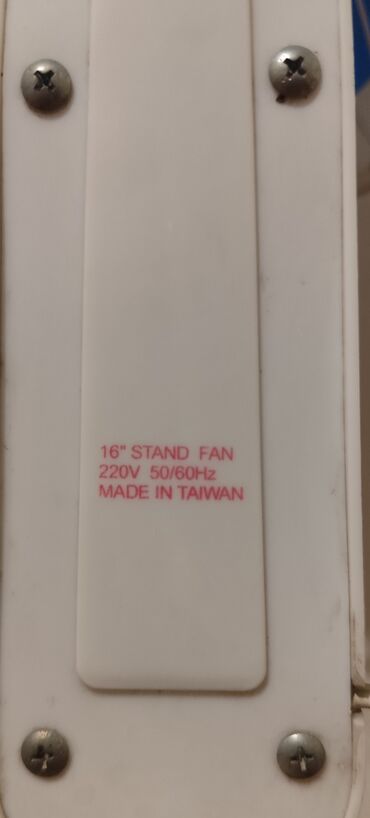 16" STAND FAN
220V 50/60Hz
MADE IN TAIWAN